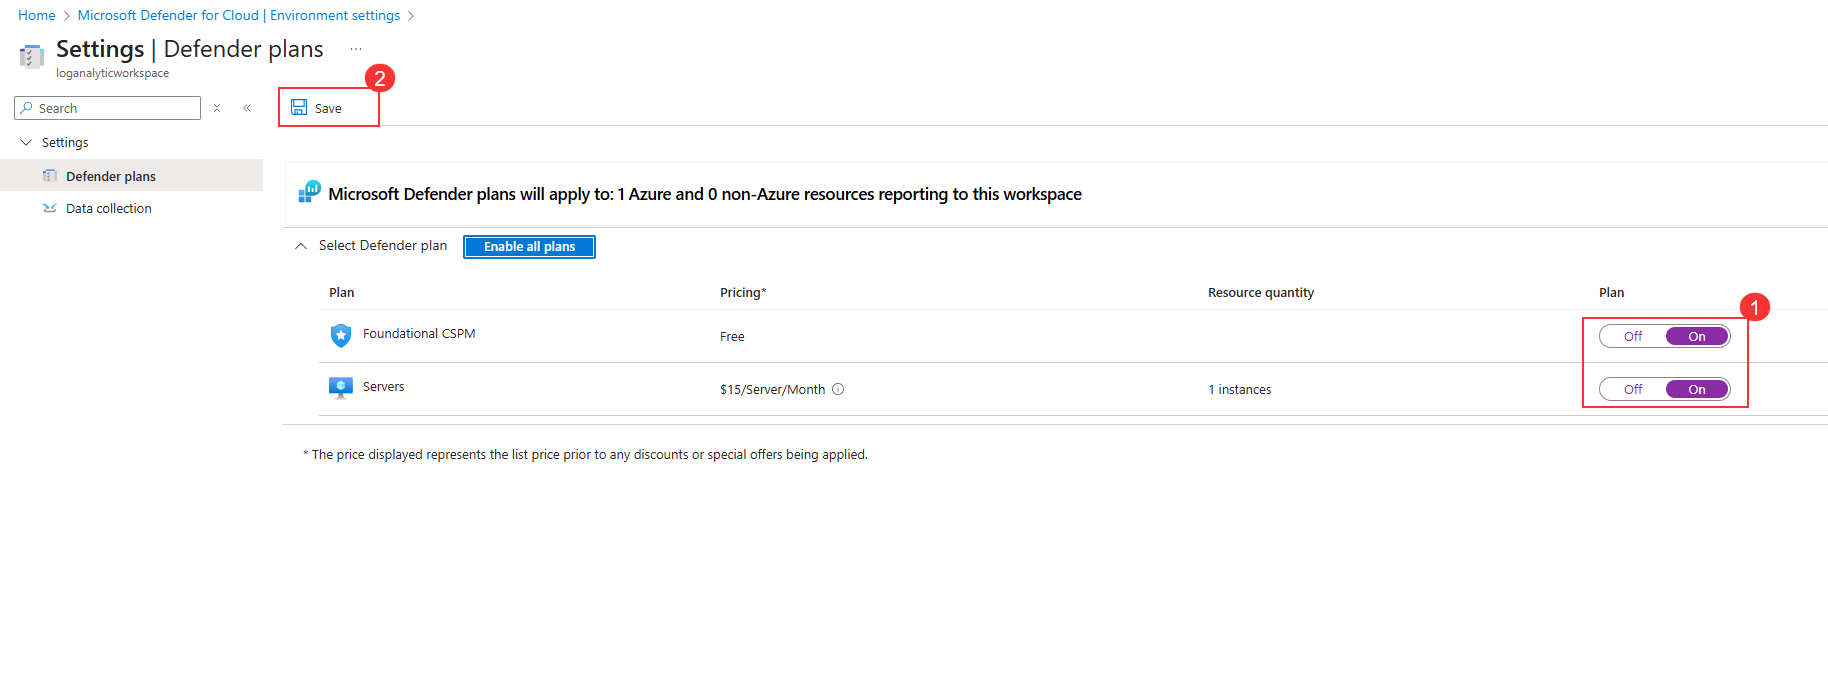 Home > Microsoft Defender for Cloud | Environment settings >
Settings | Defender plans ...
loganalyticworkspace
2
Search
Save
Settings
Defender plans
Data collection
Microsoft Defender plans will apply to: 1 Azure and 0 non-Azure resources reporting to this workspace
Select Defender plan Enable all plans
Plan Pricing* Resource quantity Plan
1
Foundational CSPM Free Off On
Servers $15/Server/Month 1 instances Off On
* The price displayed represents the list price prior to any discounts or special offers being applied.